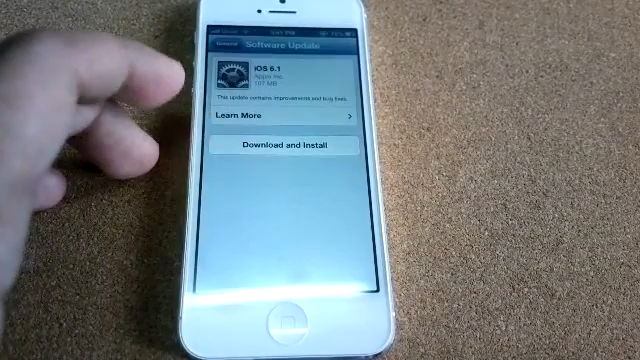 General
Software Update
iOS 6.1
Apple Inc.
107 MB
This update contains improvements and bug fixes.
Learn More
Download and Install